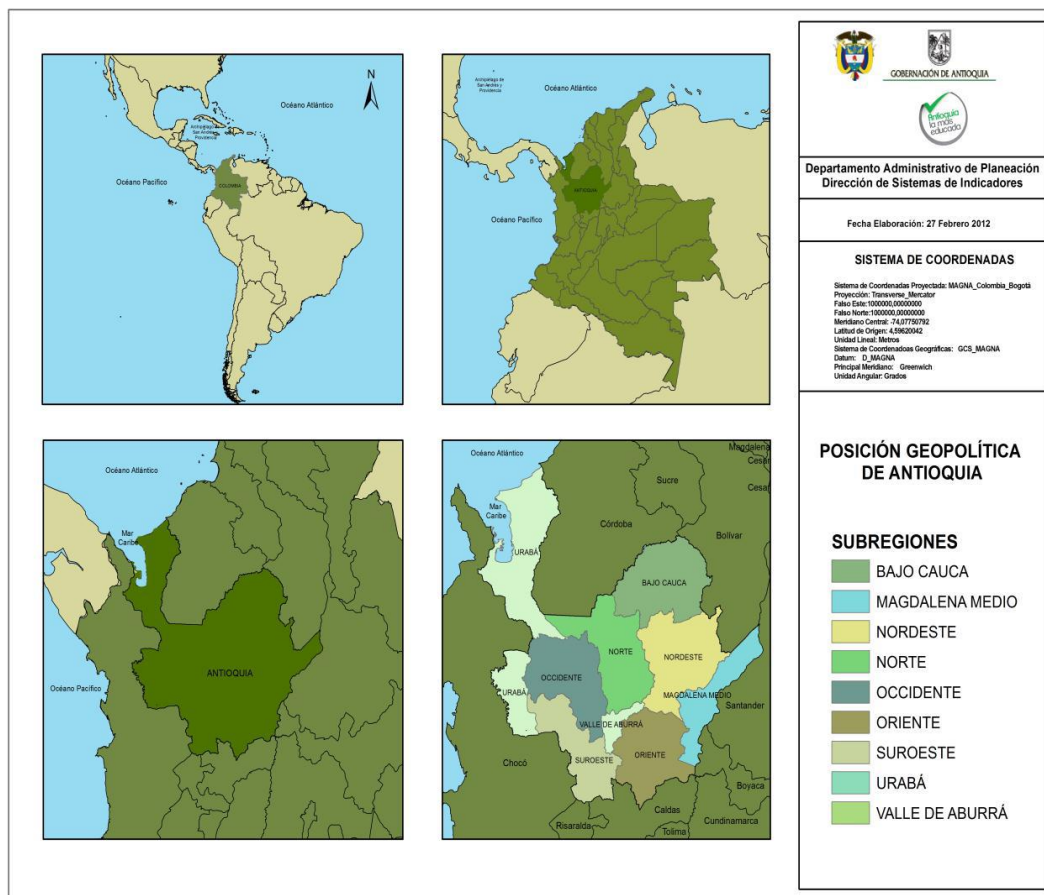 N
Océano Atlántico
Archipiélago de
San Andrés y
Providencia
Océano Pacífico
COLOMBIA
Archipiélago de
San Andrés y
Providencia
Océano Atlántico
ANTIOQUIA
Océano Pacífico
Océano Atlántico
Mar
Caribe
ANTIOQUIA
Océano Pacífico
Océano Atlántico
Magdalena
Cesar
Cesar
Sucre
Mar
Caribe
Córdoba
Bolívar
URABÁ
BAJO CAUCA
NORTE
NORDESTE
OCCIDENTE
URABÁ
MAGDALENA MEDIO
Santander
VALLE DE ABURRÁ
Chocó
SUROESTE
ORIENTE
Boyaca
Caldas
Risaralda
Tolima
Cundinamarca
GOBERNACIÓN DE ANTIOQUIA
Antioquia
la más
educada
Departamento Administrativo de Planeación
Dirección de Sistemas de Indicadores
Fecha Elaboración: 27 Febrero 2012
SISTEMA DE COORDENADAS
Sistema de Coordenadas Proyectada: MAGNA_Colombia_Bogotá
Proyección: Transverse_Mercator
Falso Este:1000000,00000000
Falso Norte:1000000,00000000
Meridiano Central: -74,07750792
Latitud de Origen: 4,59620042
Unidad Lineal: Metros
Sistema de Coordenadoas Geográficas: GCS_MAGNA
Datum: D_MAGNA
Principal Meridiano: Greenwich
Unidad Angular: Grados
POSICIÓN GEOPOLÍTICA
DE ANTIOQUIA
SUBREGIONES
BAJO CAUCA
MAGDALENA MEDIO
NORDESTE
NORTE
OCCIDENTE
ORIENTE
SUROESTE
URABÁ
VALLE DE ABURRÁ